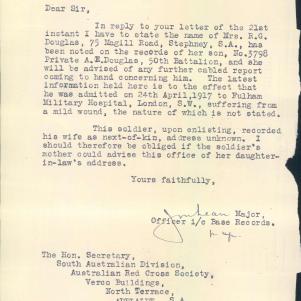 Dear Sir,
In reply to your letter of the 21st
instant I have to state the name of Mrs. R.G.
Douglas, 75 Magill Road, Stephney, S.A., has
been noted on the records of her son, No.3798
Private A.E.Douglas, 50th Battalion, and she
will be advised of any further cabled report
coming to hand concerning him. The latest
information held here is to the effect that
he was admitted on 24th April,1917 to Fulham
Military Hospital, London, S.W., suffering from
a mild wound, the nature of which is not stated.
This soldier, upon enlisting, recorded
his wife as next-of-kin, address unknown. I
should therefore be obliged if the soldier's
mother could advise this office of her daughter-
in-law's address.
Yours faithfully,
Major,
Officer i/c Base Records.
The Hon. Secretary,
South Australian Division,
Australian Red Cross Society,
Verco Buildings,
North Terrace,
ADELAIDE. S.A.